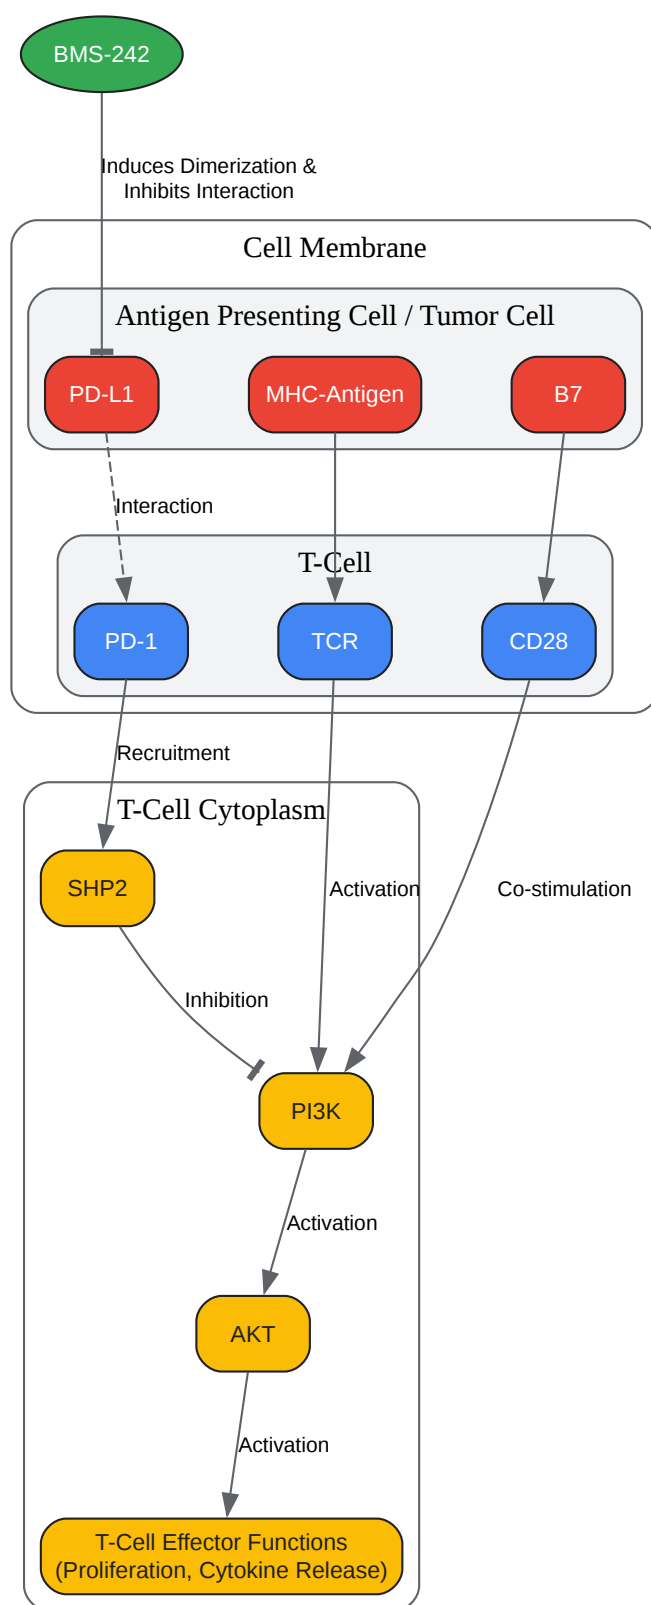 BMS-242
Induces Dimerization &
Inhibits Interaction
Cell Membrane
Antigen Presenting Cell / Tumor Cell
PD-L1
MHC-Antigen
B7
Interaction
T-Cell
PD-1
TCR
CD28
Recruitment
T-Cell Cytoplasm
SHP2
Activation
Co-stimulation
Inhibition
PI3K
Activation
AKT
Activation
T-Cell Effector Functions
(Proliferation, Cytokine Release)